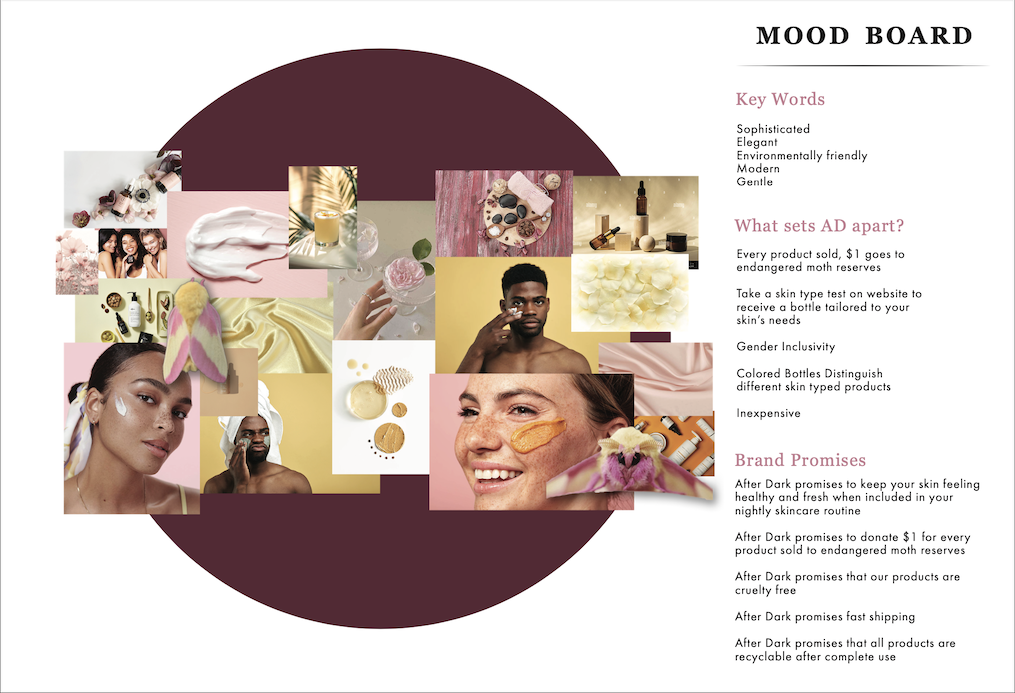 MOOD BOARD
Key Words
Sophisticated
Elegant
Environmentally friendly
Modern
Gentle
What sets AD apart?
Every product sold, $1 goes to
endangered moth reserves
Take a skin type test on website to
receive a bottle tailored to your
skin's needs
Gender Inclusivity
Colored Bottles Distinguish
different skin typed products
Inexpensive
Brand Promises
After Dark promises to keep your skin feeling
healthy and fresh when included in your
nightly skincare routine
After Dark promises to donate $1 for every
product sold to endangered moth reserves
After Dark promises that our products are
cruelty free
After Dark promises fast shipping
After Dark promises that all products are
recyclable after complete use